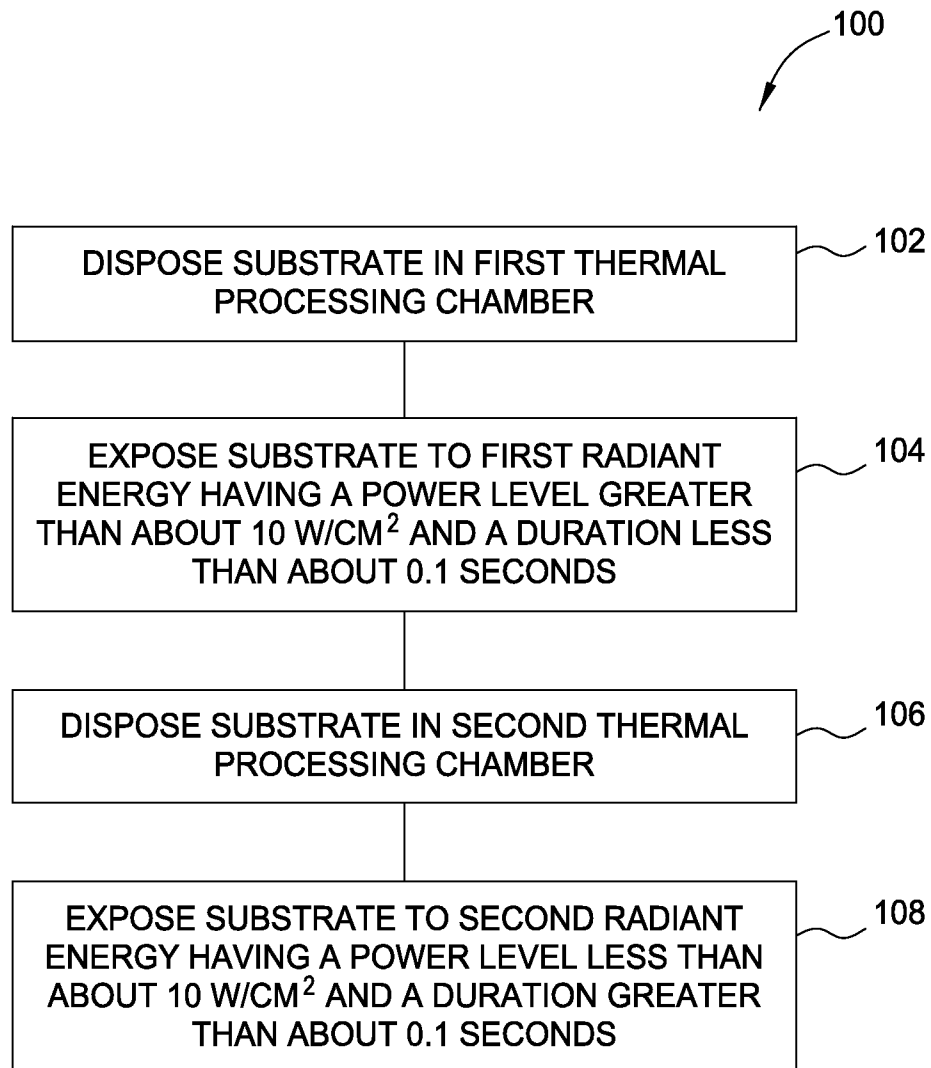 100
DISPOSE SUBSTRATE IN FIRST THERMAL
PROCESSING CHAMBER
102
EXPOSE SUBSTRATE TO FIRST RADIANT
ENERGY HAVING A POWER LEVEL GREATER
THAN ABOUT 10 W/CM² AND A DURATION LESS
THAN ABOUT 0.1 SECONDS
104
DISPOSE SUBSTRATE IN SECOND THERMAL
PROCESSING CHAMBER
106
EXPOSE SUBSTRATE TO SECOND RADIANT
ENERGY HAVING A POWER LEVEL LESS THAN
ABOUT 10 W/CM² AND A DURATION GREATER
THAN ABOUT 0.1 SECONDS
108